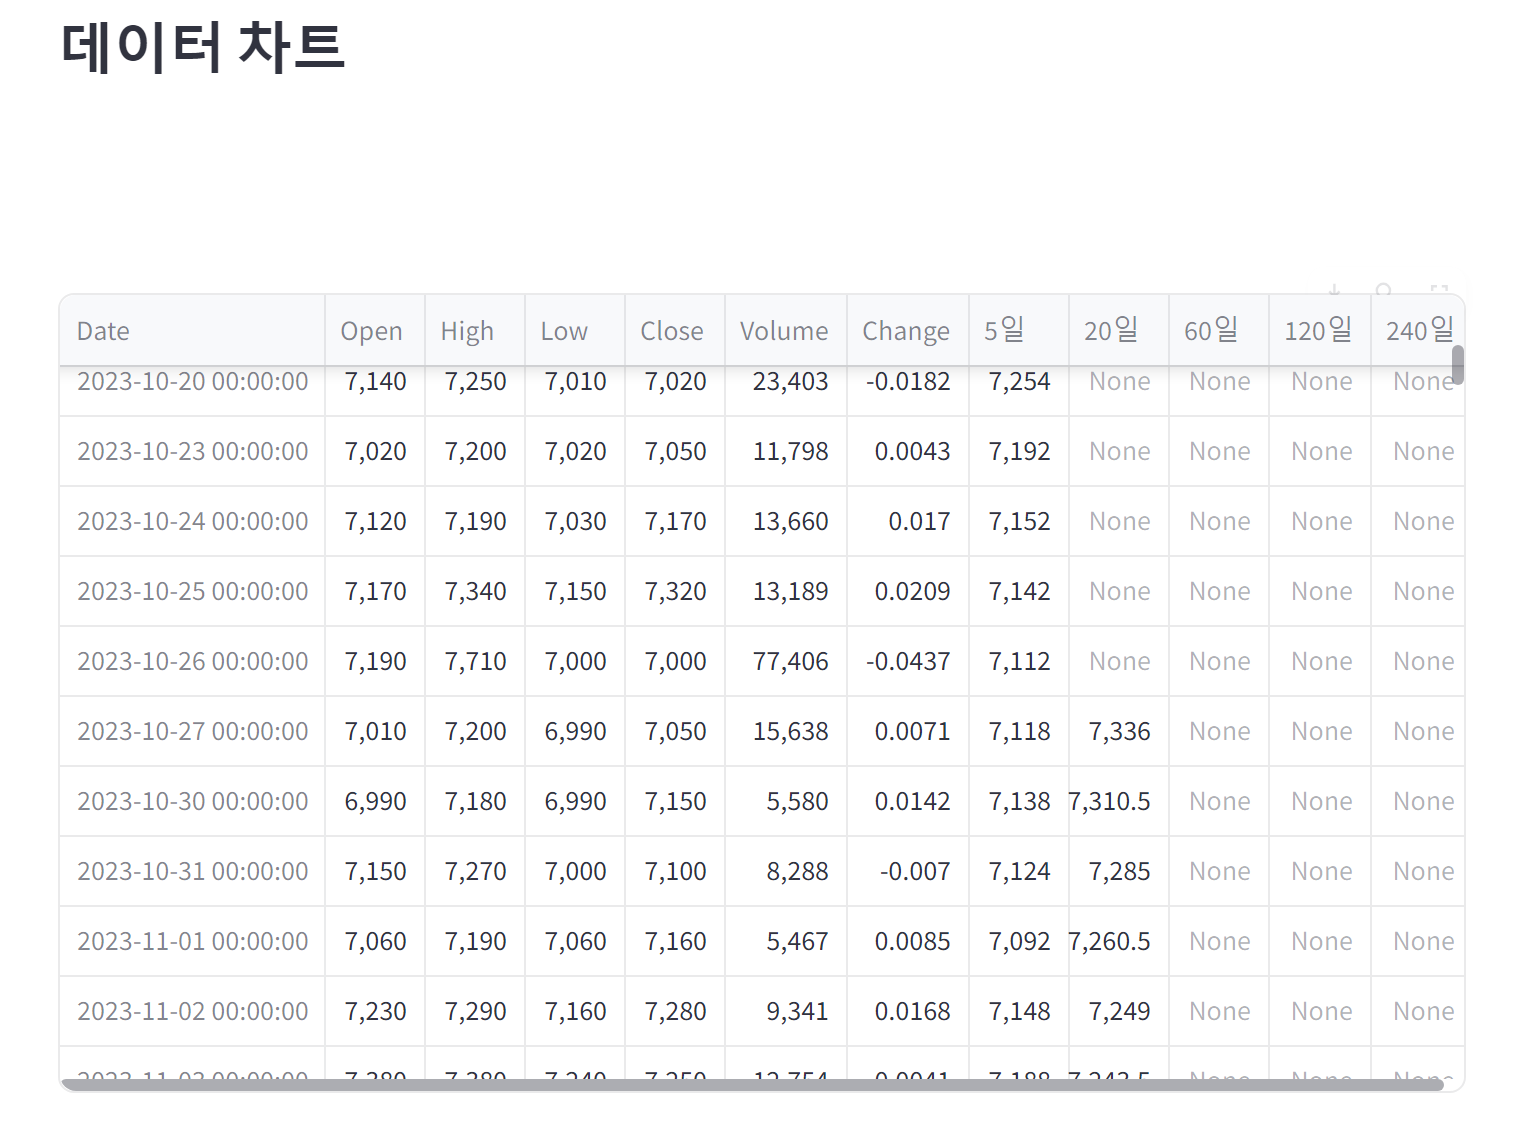 데이터 차트
Date Open High Low Close Volume Change 5일 20일 60일 120일 240일
2023-10-20 00:00:00 7,140 7,250 7,010 7,020 23,403 -0.0182 7,254 None None None None
2023-10-23 00:00:00 7,020 7,200 7,020 7,050 11,798 0.0043 7,192 None None None None
2023-10-24 00:00:00 7,120 7,190 7,030 7,170 13,660 0.017 7,152 None None None None
2023-10-25 00:00:00 7,170 7,340 7,150 7,320 13,189 0.0209 7,142 None None None None
2023-10-26 00:00:00 7,190 7,710 7,000 7,000 77,406 -0.0437 7,112 None None None None
2023-10-27 00:00:00 7,010 7,200 6,990 7,050 15,638 0.0071 7,118 7,336 None None None
2023-10-30 00:00:00 6,990 7,180 6,990 7,150 5,580 0.0142 7,138 7,310.5 None None None
2023-10-31 00:00:00 7,150 7,270 7,000 7,100 8,288 -0.007 7,124 7,285 None None None
2023-11-01 00:00:00 7,060 7,190 7,060 7,160 5,467 0.0085 7,092 7,260.5 None None None
2023-11-02 00:00:00 7,230 7,290 7,160 7,280 9,341 0.0168 7,148 7,249 None None None